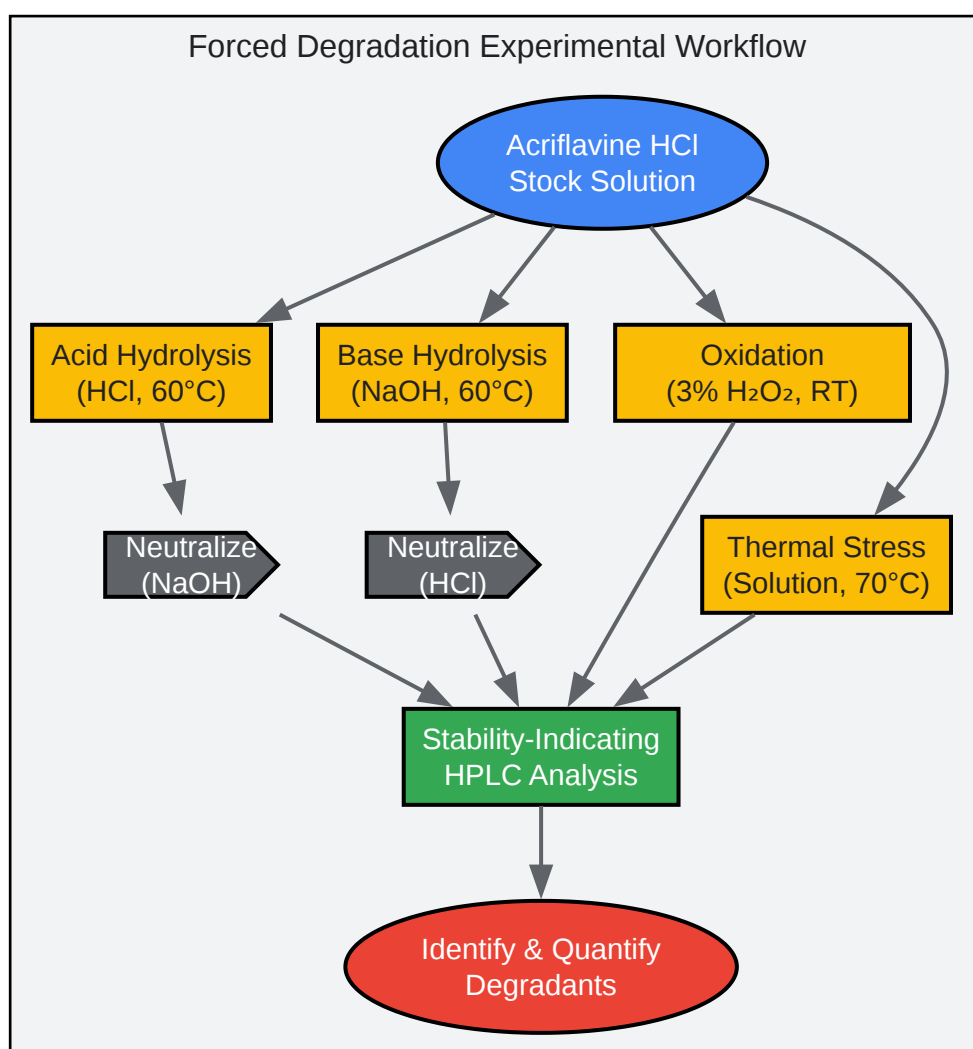 Forced Degradation Experimental Workflow
Acriflavine HCl
Stock Solution
Acid Hydrolysis
(HCl, 60°C)
Base Hydrolysis
(NaOH, 60°C)
Oxidation
(3% H₂O₂, RT)
Neutralize
(NaOH)
Neutralize
(HCl)
Thermal Stress
(Solution, 70°C)
Stability-Indicating
HPLC Analysis
Identify & Quantify
Degradants